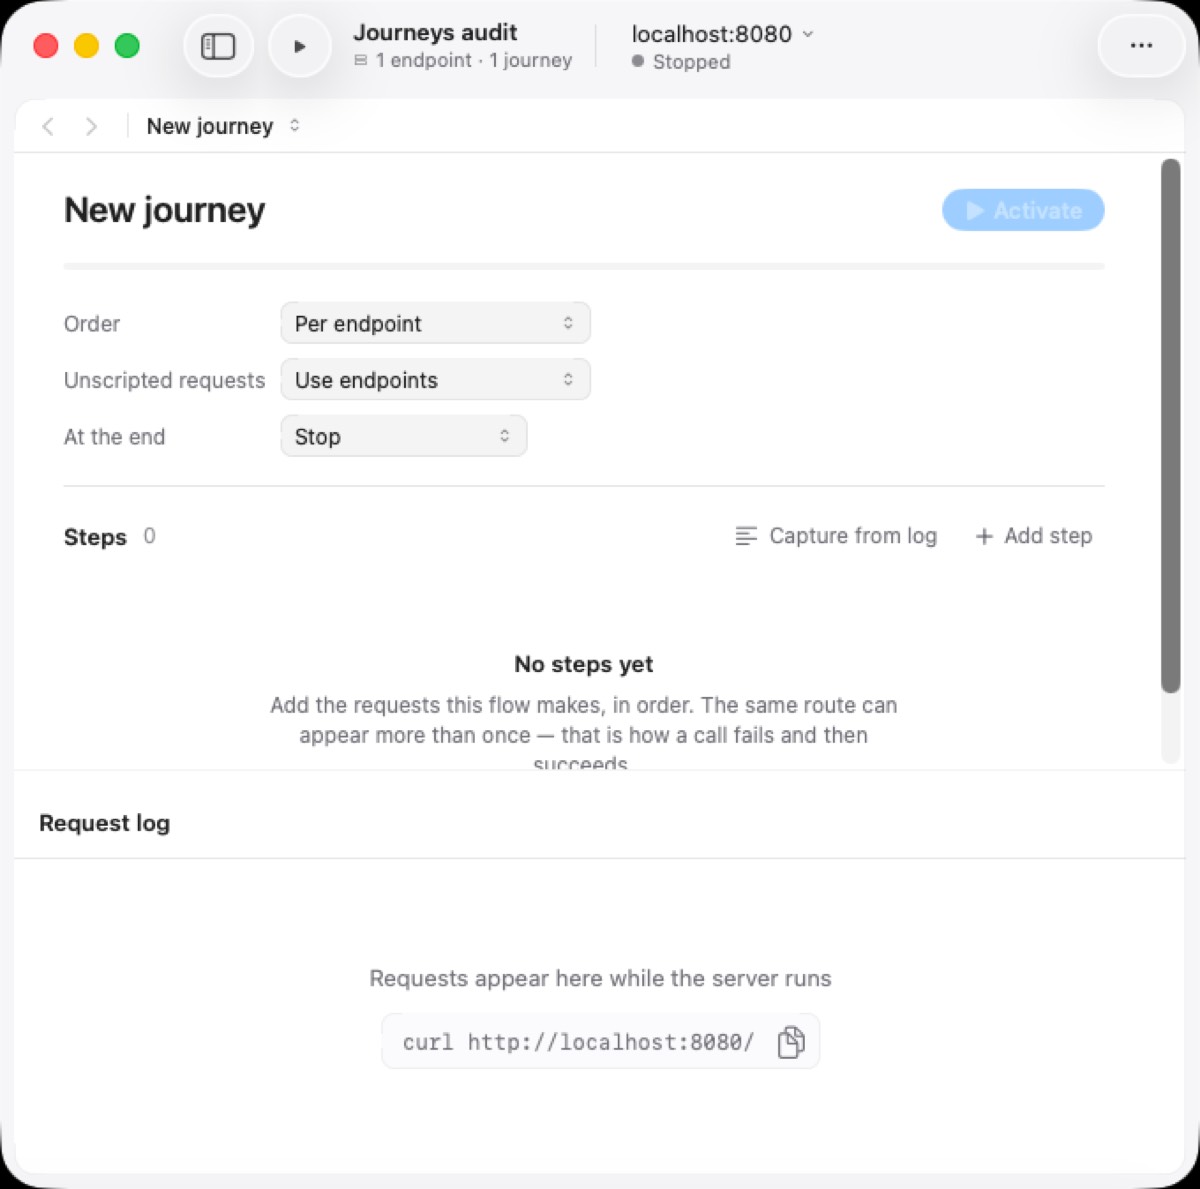 Journeys audit
1 endpoint · 1 journey
localhost:8080
Stopped
New journey
New journey
Activate
Order
Per endpoint
Unscripted requests
Use endpoints
At the end
Stop
Steps 0
Capture from log
+ Add step
No steps yet
Add the requests this flow makes, in order. The same route can
appear more than once — that is how a call fails and then
succeeds
Request log
Requests appear here while the server runs
curl http://localhost:8080/